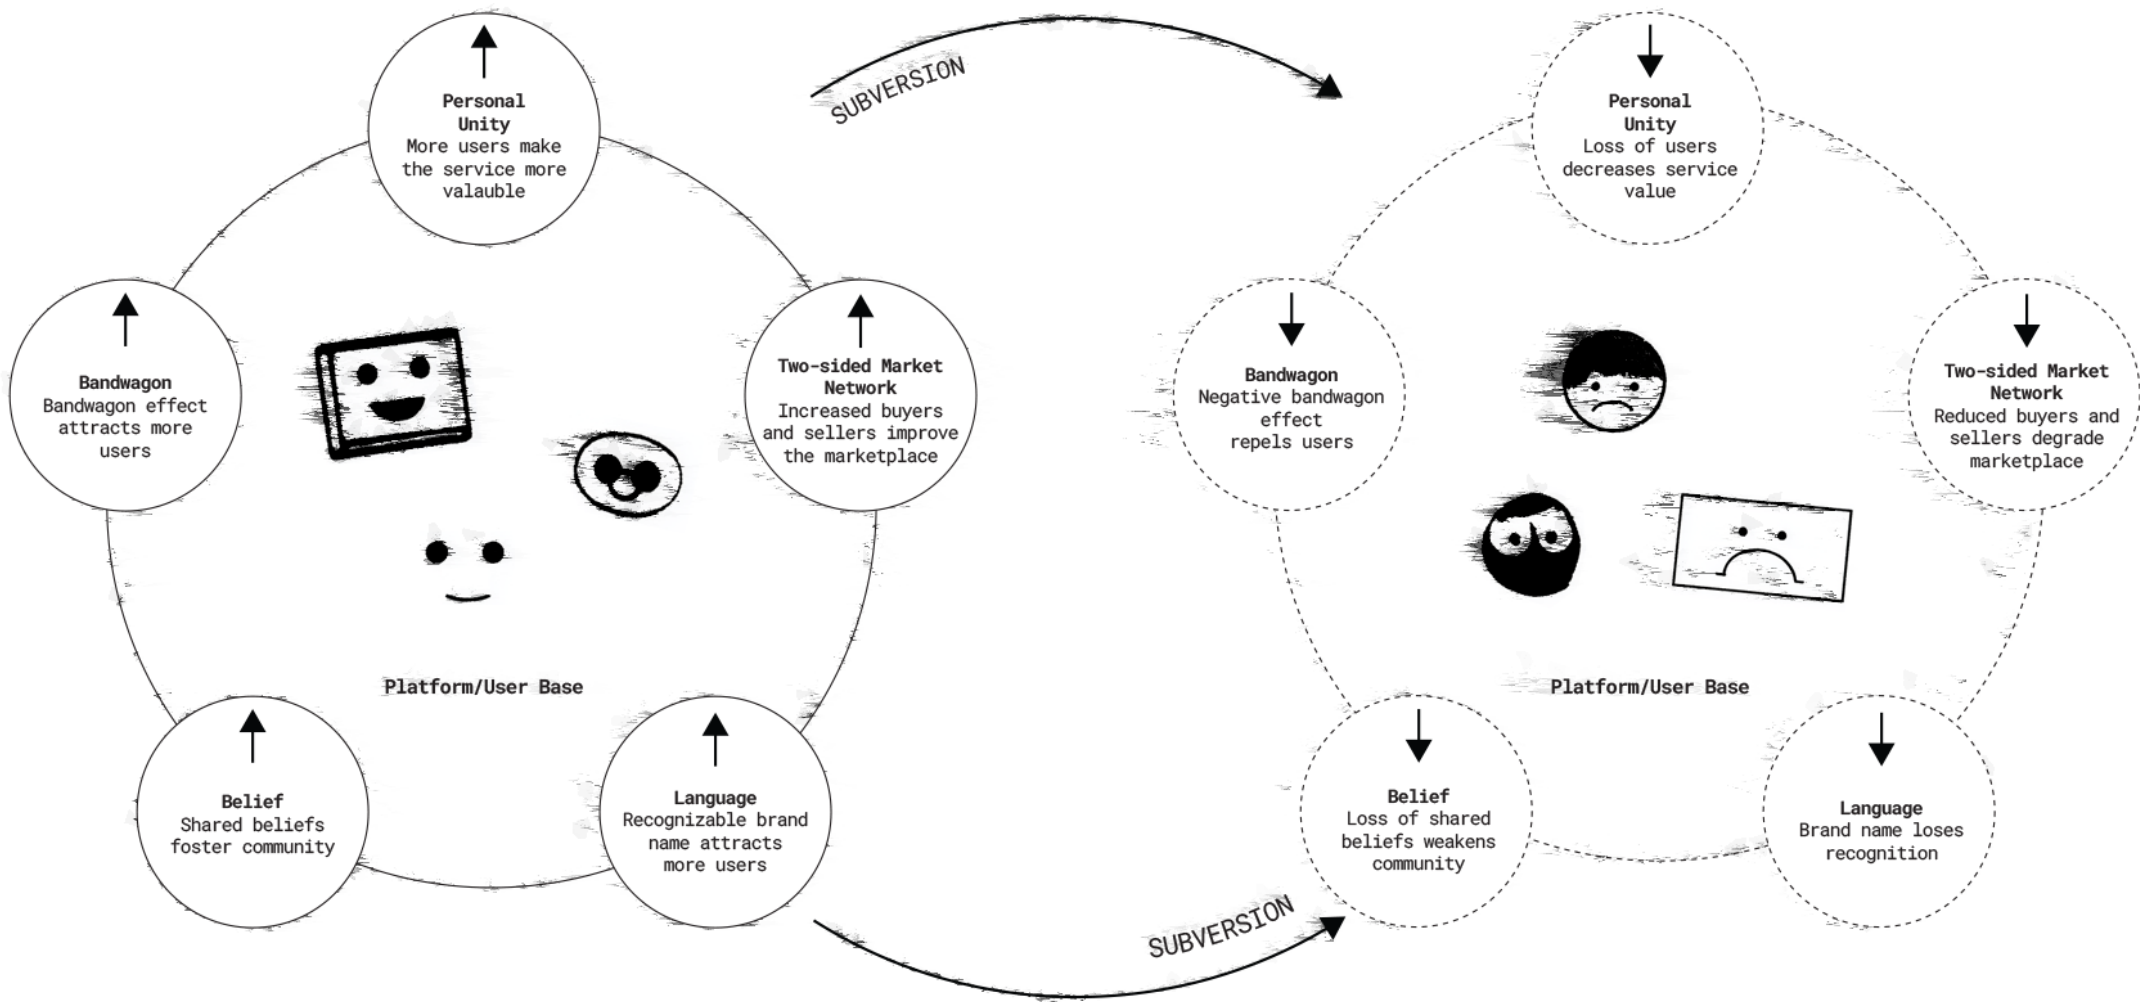 Personal
Unity
More users make
the service more
valauble
SUBVERSION
Bandwagon
Bandwagon effect
attracts more
users
Two-sided Market
Network
Increased buyers
and sellers improve
the marketplace
Platform/User Base
Belief
Shared beliefs
foster community
Language
Recognizable brand
name attracts
more users
Personal
Unity
Loss of users
decreases service
value
Bandwagon
Negative bandwagon
effect
repels users
Two-sided Market
Network
Reduced buyers and
sellers degrade
marketplace
Platform/User Base
Belief
Loss of shared
beliefs weakens
community
Language
Brand name loses
recognition
SUBVERSION